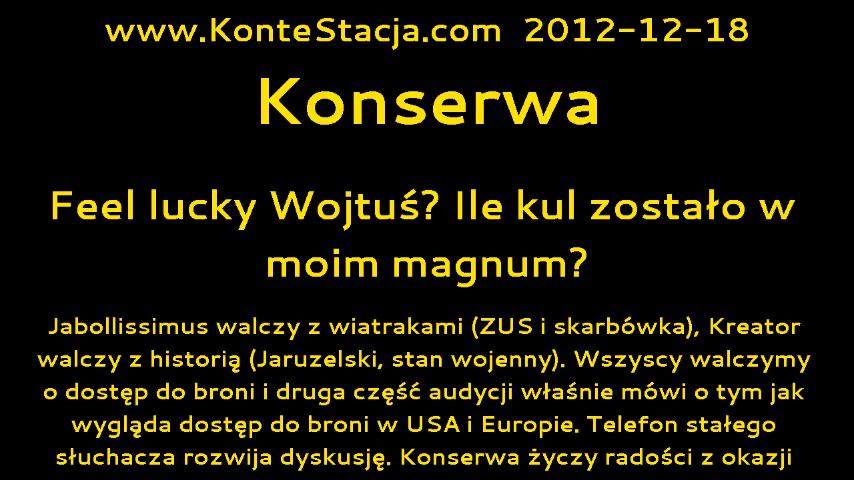 www.KonteStacja.com 2012-12-18
Konserwa
Feel lucky Wojtuś? Ile kul zostało w
moim magnum?
Jabollissimus walczy z wiatrakami (ZUS i skarbówka), Kreator
walczy z historią (Jaruzelski, stan wojenny). Wszyscy walczymy
o dostęp do broni i druga część audycji właśnie mówi o tym jak
wygląda dostęp do broni w USA i Europie. Telefon stałego
słuchacza rozwija dyskusję. Konserwa życzy radości z okazji